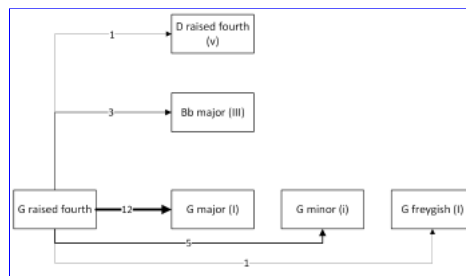 D raised fourth
(v)
1
3
Bb major (III)
G raised fourth
12
G major (I)
G minor (i)
G freygish (I)
5
1